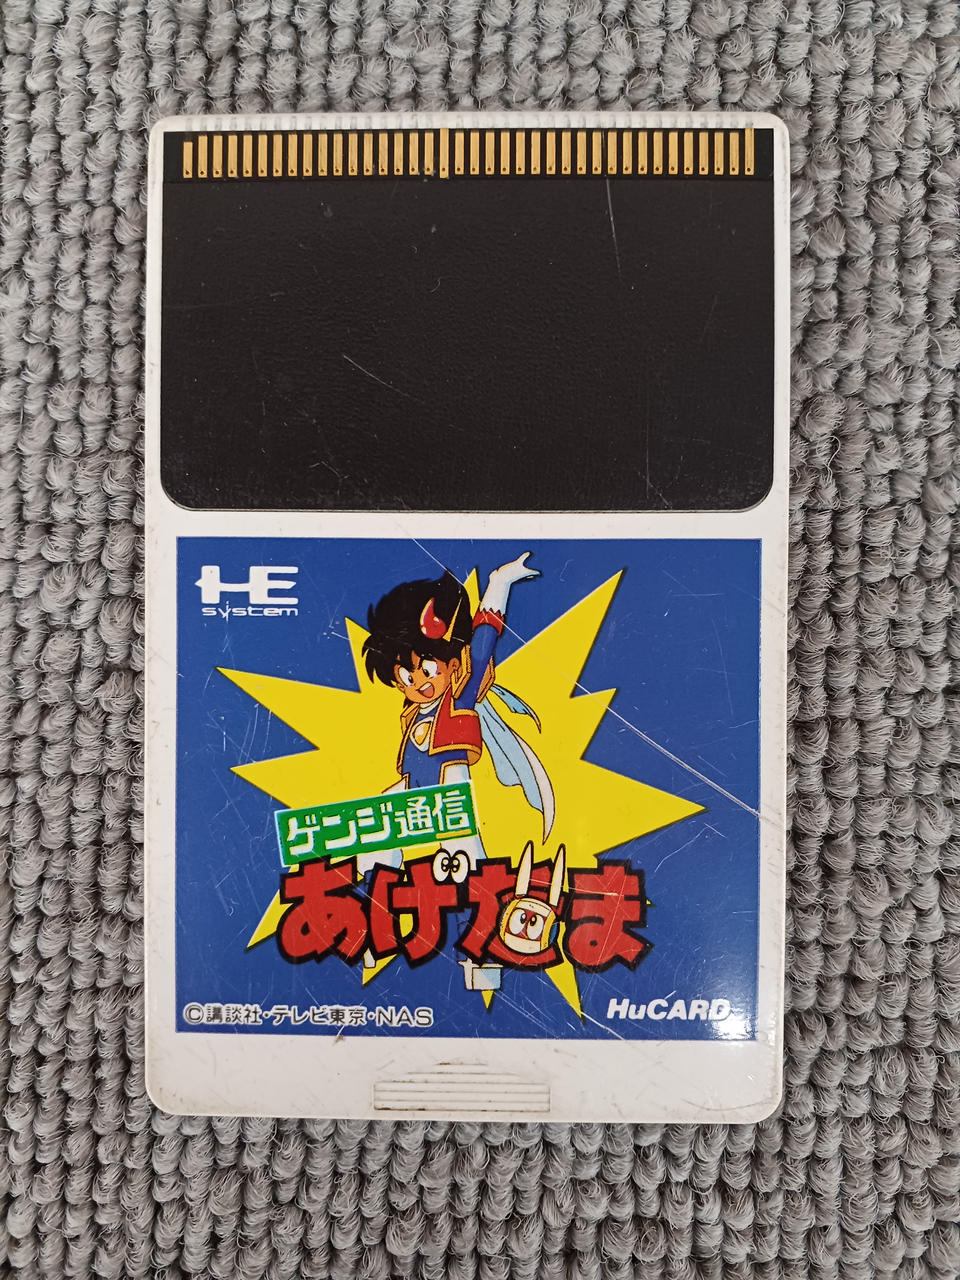 HE
system
ゲンジ通信
あげだま
©講談社・テレビ東京・NAS
HuCARD